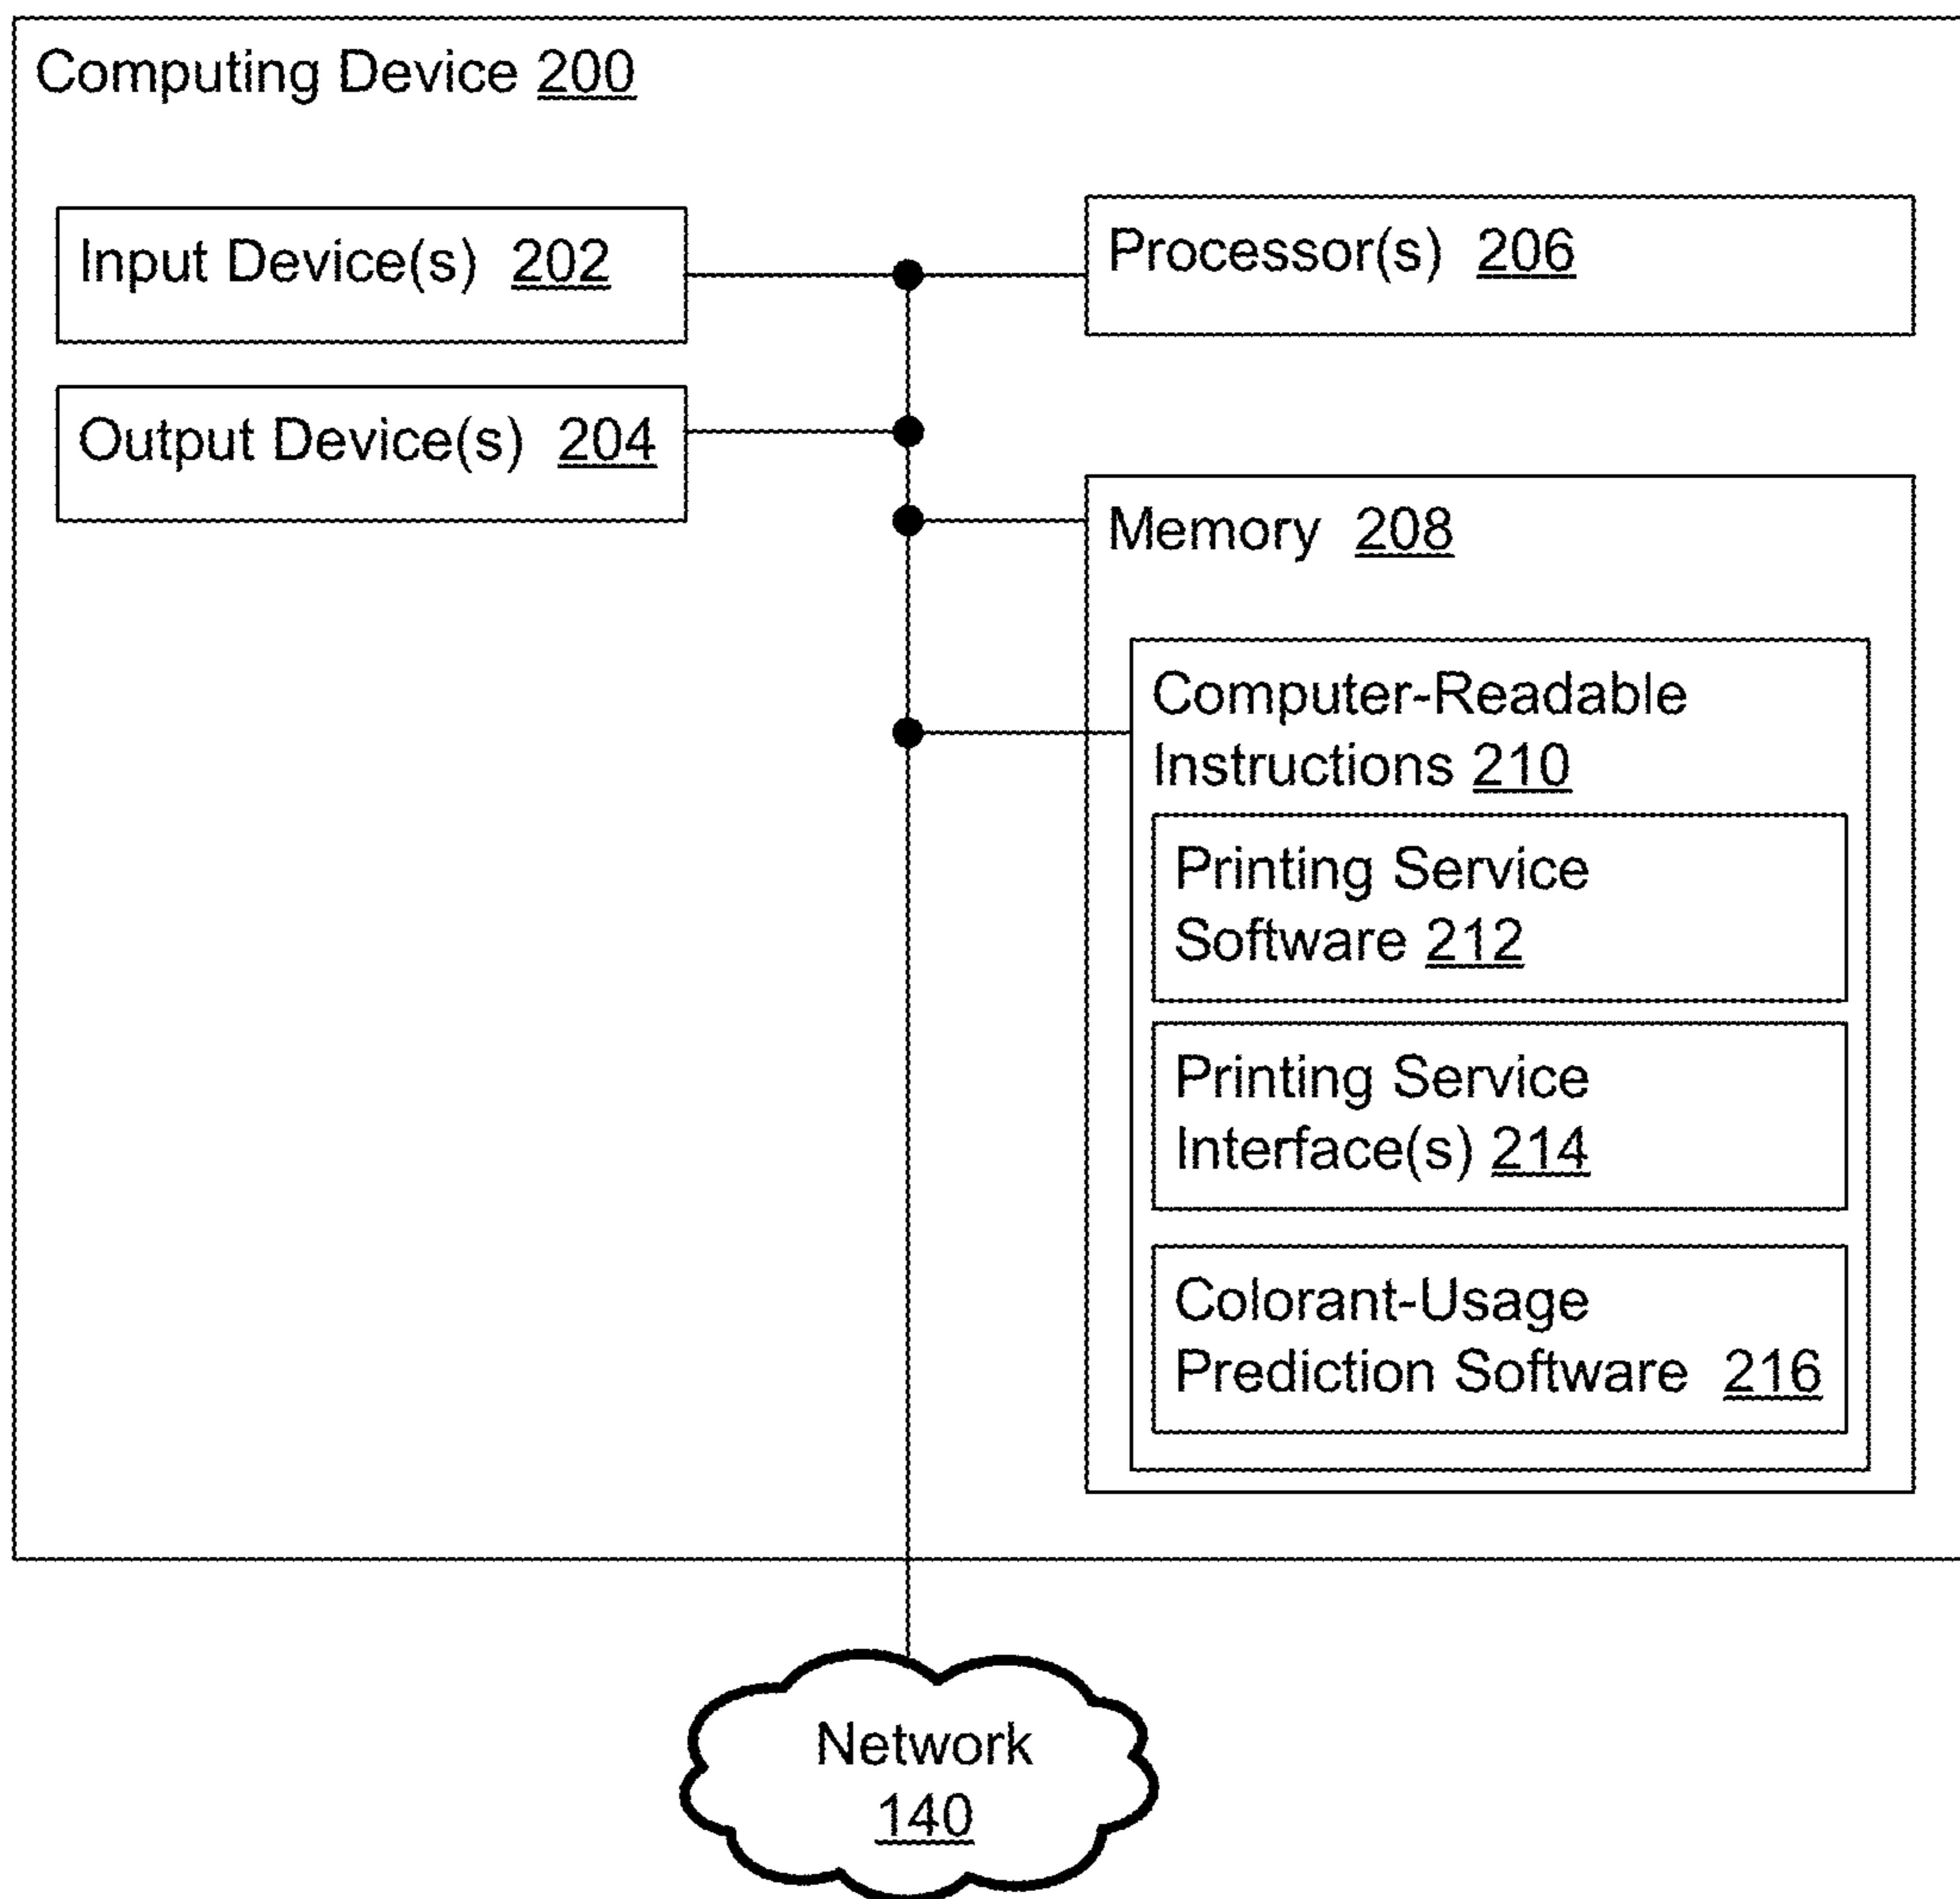 Computing Device 200
Input Device(s) 202
Processor(s) 206
Output Device(s) 204
Memory 208
Computer-Readable
Instructions 210
Printing Service
Software 212
Printing Service
Interface(s) 214
Colorant-Usage
Prediction Software 216
Network
140